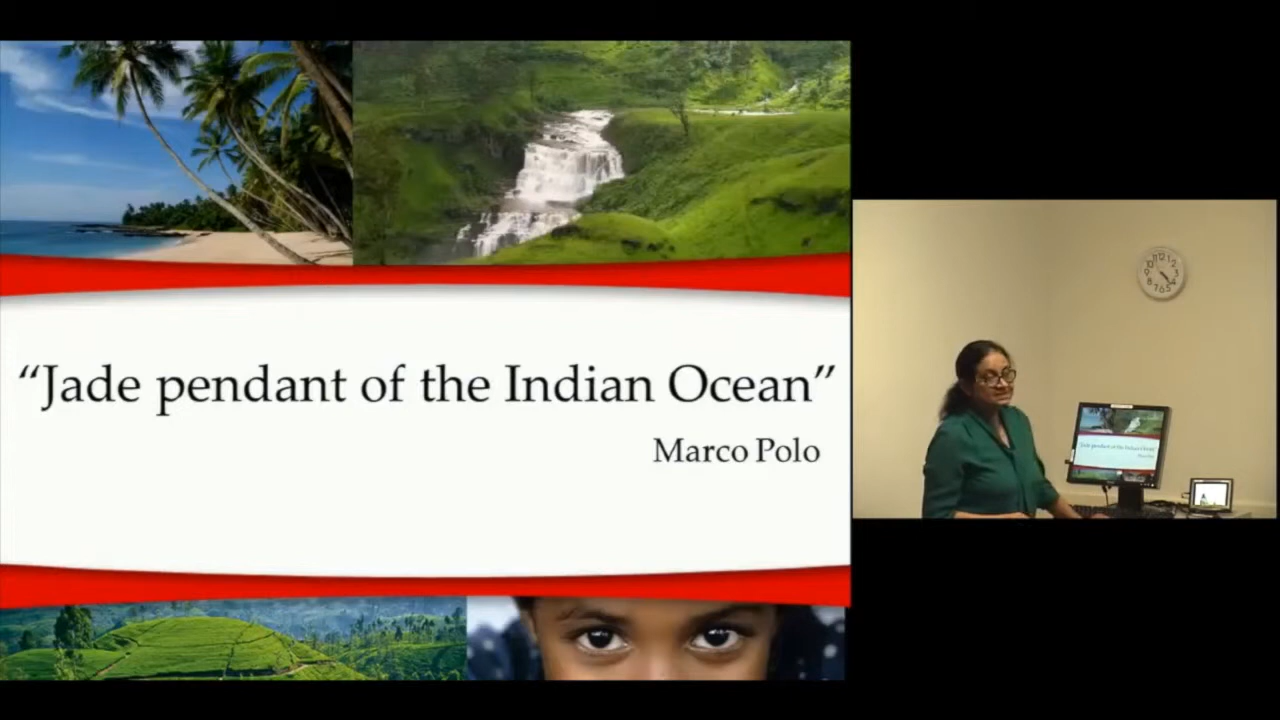 “Jade pendant of the Indian Ocean”
Marco Polo